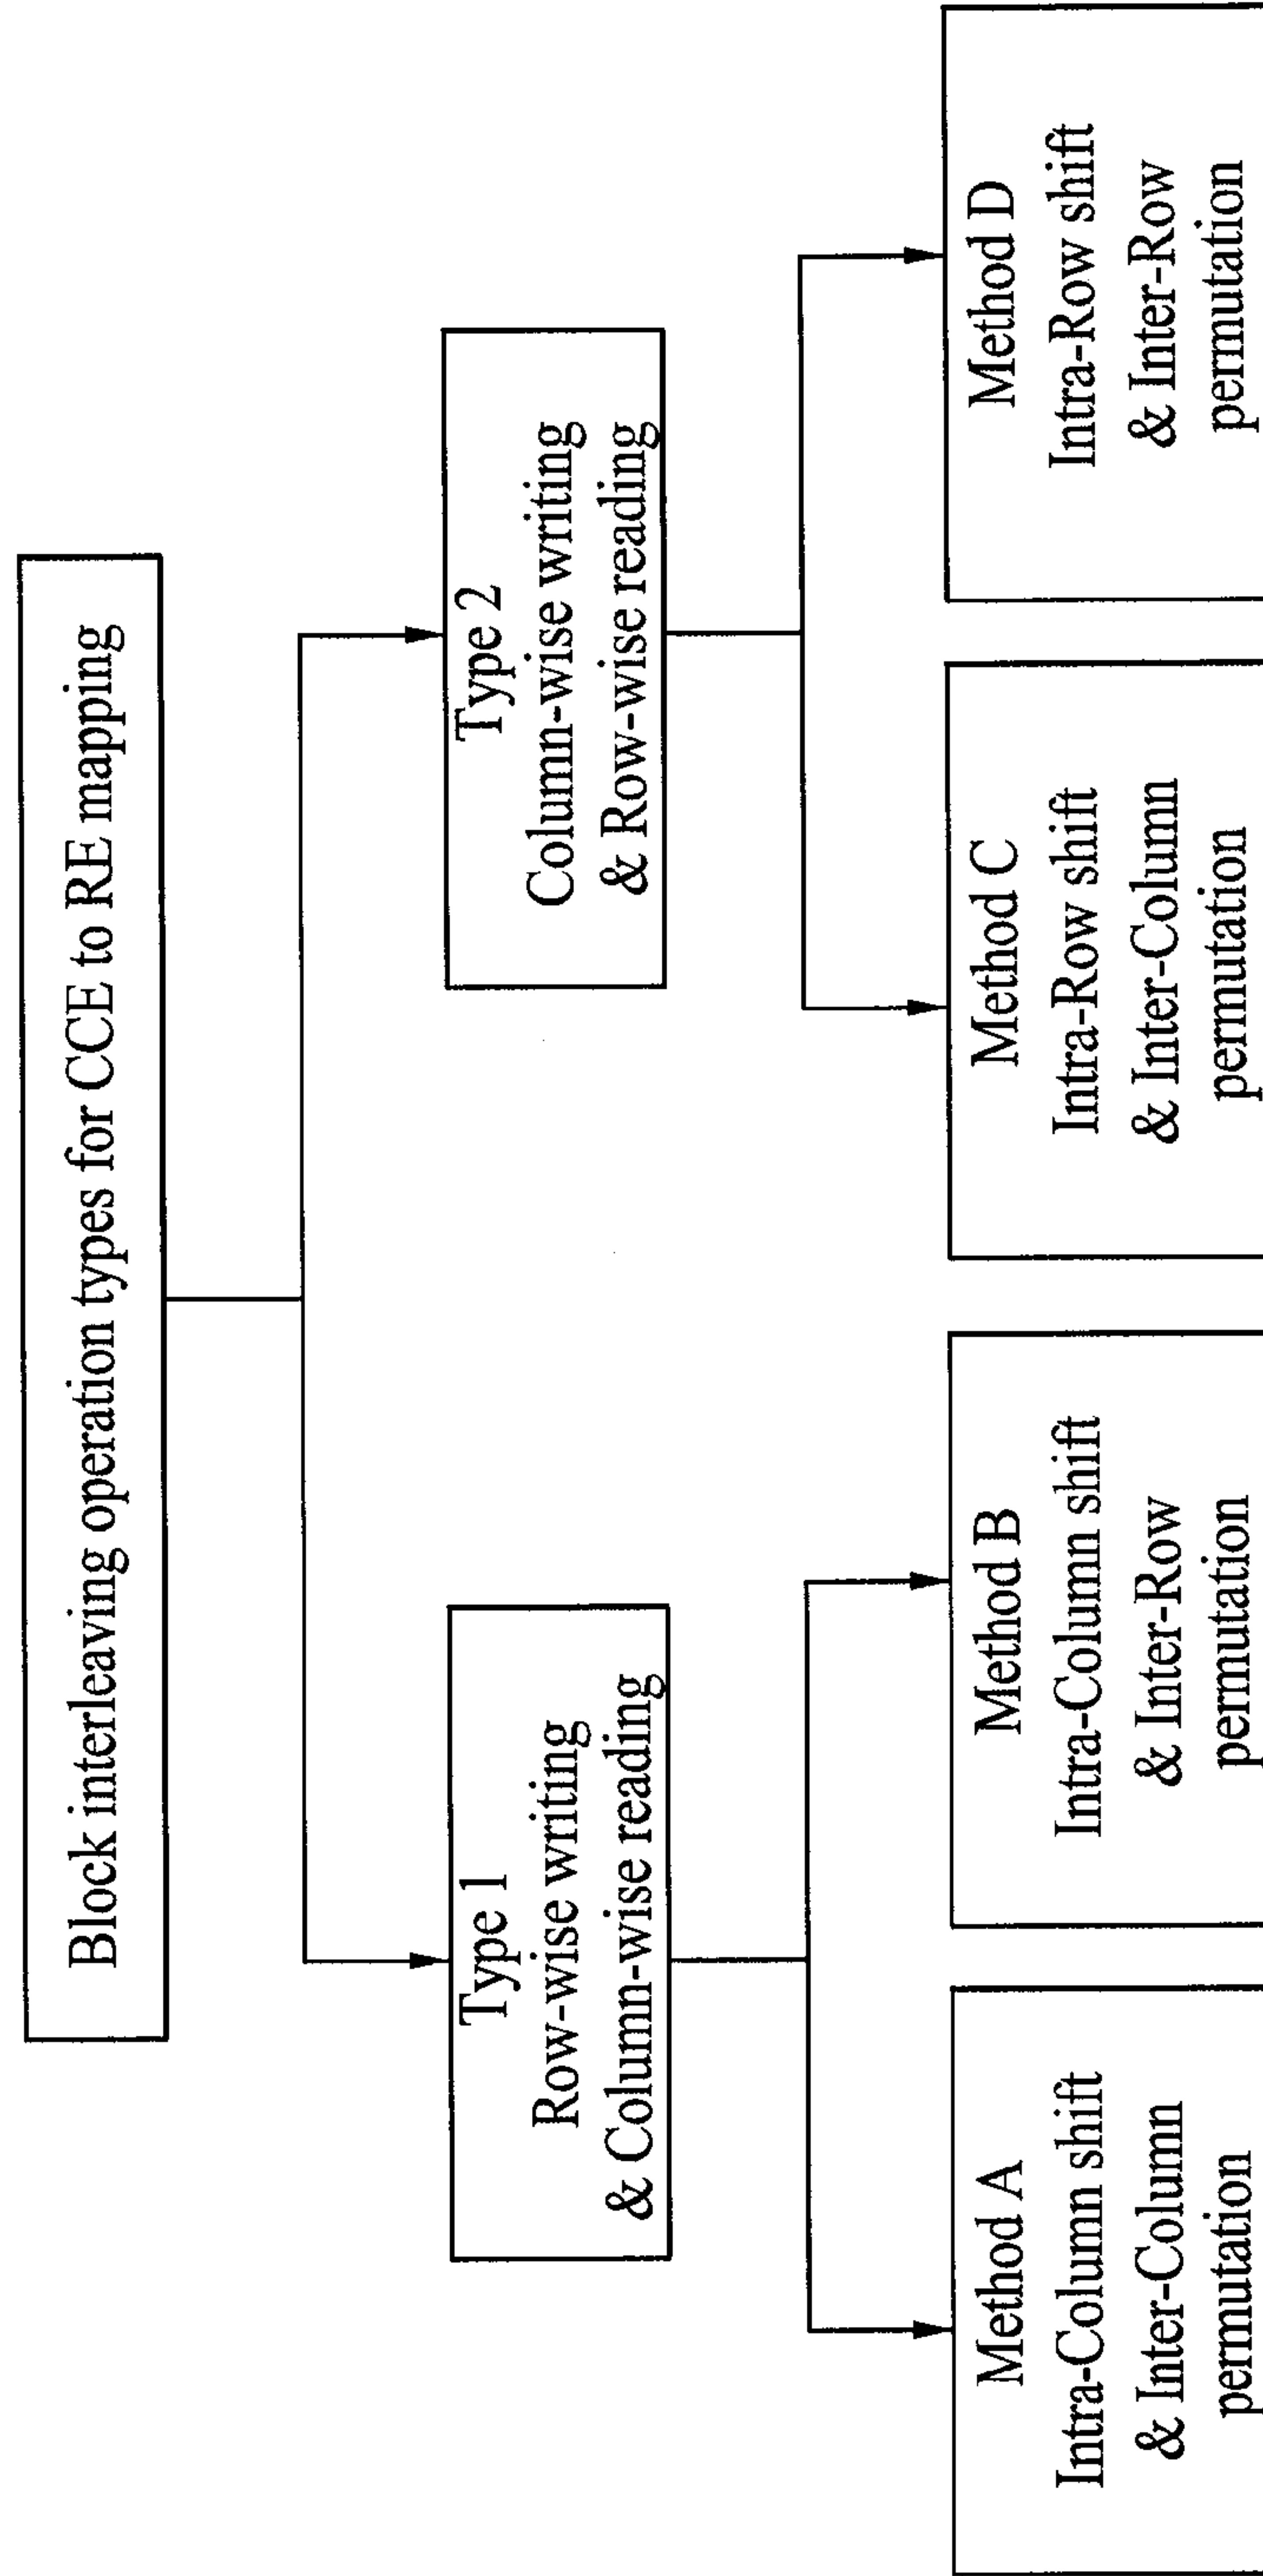 Block interleaving operation types for CCE to RE mapping
Type 1
Row-wise writing
& Column-wise reading
Type 2
Column-wise writing
& Row-wise reading
Method A
Intra-Column shift
& Inter-Column
permutation
Method B
Intra-Column shift
& Inter-Row
permutation
Method C
Intra-Row shift
& Inter-Column
permutation
Method D
Intra-Row shift
& Inter-Row
permutation